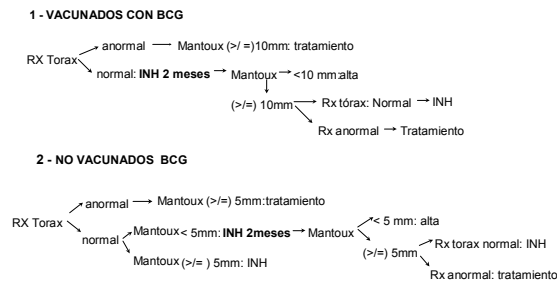 1 - VACUNADOS CON BCG
anormal → Mantoux (>/ =)10mm: tratamiento
RX Torax
normal: INH 2 meses → Mantoux → <10 mm:alta
(>/=) 10mm → Rx tórax: Normal → INH
Rx anormal → Tratamiento
2 - NO VACUNADOS BCG
anormal → Mantoux (>/=) 5mm:tratamiento
RX Torax
normal
Mantoux < 5mm: INH 2meses → Mantoux
< 5 mm: alta
Mantoux (>/= ) 5mm: INH
(>/=) 5mm
Rx torax normal: INH
Rx anormal: tratamiento